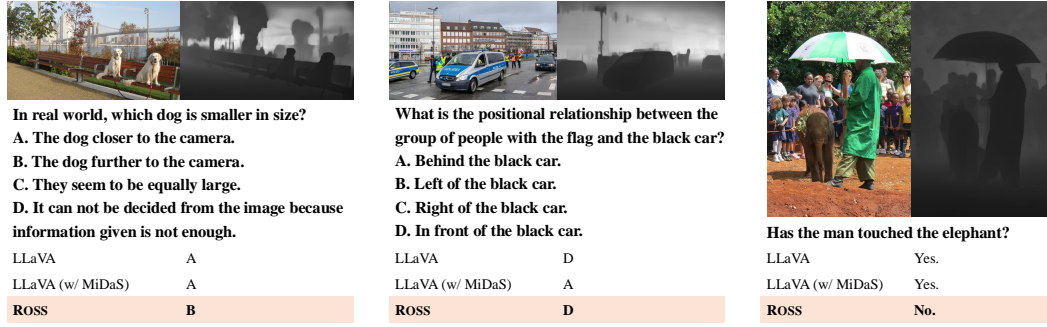 In real world, which dog is smaller in size?
A. The dog closer to the camera.
B. The dog further to the camera.
C. They seem to be equally large.
D. It can not be decided from the image because
information given is not enough.
LLaVA A
LLaVA (w/ MiDaS) A
ROSS B
What is the positional relationship between the
group of people with the flag and the black car?
A. Behind the black car.
B. Left of the black car.
C. Right of the black car.
D. In front of the black car.
LLaVA D
LLaVA (w/ MiDaS) A
ROSS D
Has the man touched the elephant?
LLaVA Yes.
LLaVA (w/ MiDaS) Yes.
ROSS No.